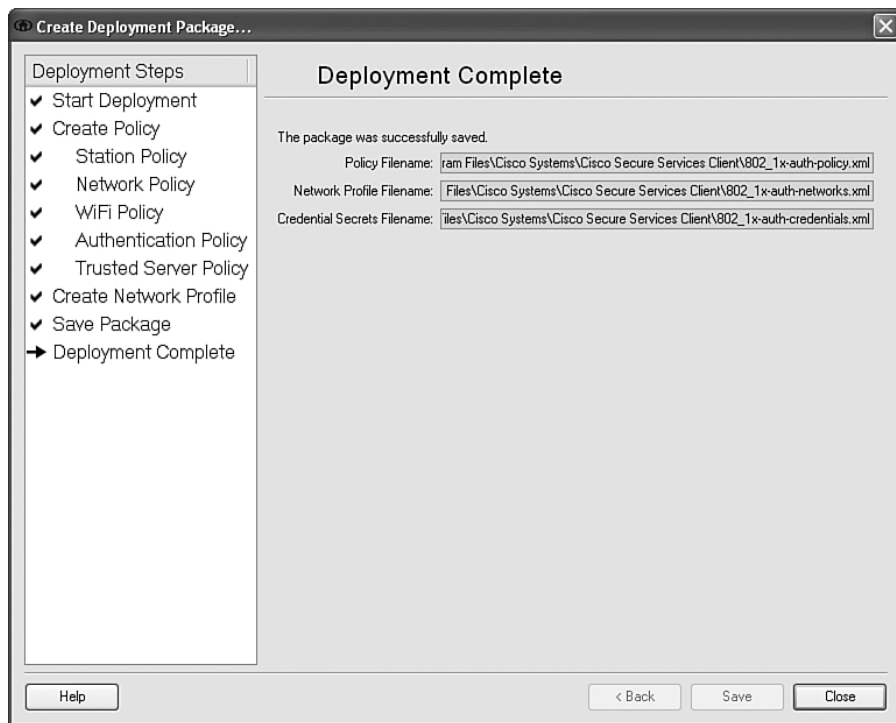 Create Deployment Package...
Deployment Steps
Start Deployment
Create Policy
Station Policy
Network Policy
WiFi Policy
Authentication Policy
Trusted Server Policy
Create Network Profile
Save Package
Deployment Complete
Deployment Complete
The package was successfully saved.
Policy Filename: ram Files\Cisco Systems\Cisco Secure Services Client\802_1x-auth-policy.xml
Network Profile Filename: Files\Cisco Systems\Cisco Secure Services Client\802_1x-auth-networks.xml
Credential Secrets Filename: iles\Cisco Systems\Cisco Secure Services Client\802_1x-auth-credentials.xml
Help
< Back
Save
Close